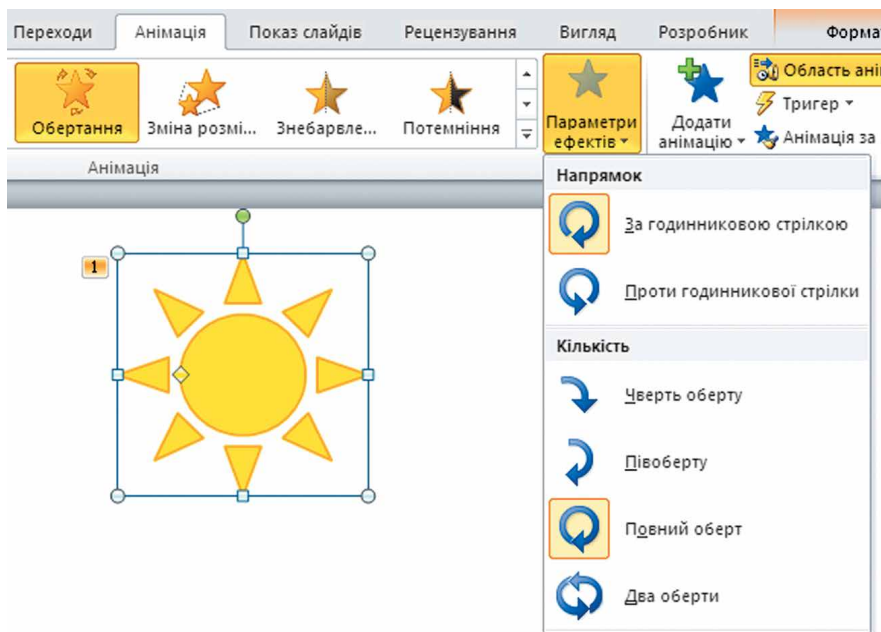 Переходи Анімація Показ слайдів Рецензування Вигляд Розробник Форма
Обертання Зміна розмі... Знебарвле... Потемніння
Параметри ефектів
Додати анімацію
Область ані
Тригер
Анімація за
Анімація
1
Напрямок
За годинниковою стрілкою
Проти годинникової стрілки
Кількість
Чверть оберту
Півоберту
Повний оберт
Два оберти